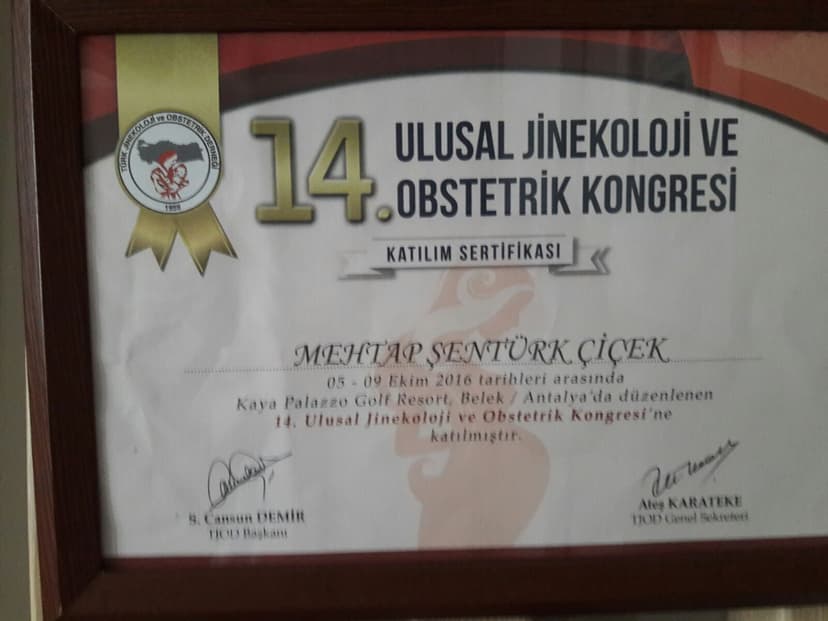 TÜRK JİNEKOLOJİ ve OBSTETRİK DERNEĞİ
14. ULUSAL JİNEKOLOJİ VE
OBSTETRİK KONGRESİ
KATILIM SERTİFİKASI
MEHTAP ŞENTÜRK ÇİÇEK
05 - 09 Ekim 2016 tarihleri arasında
Kaya Palazzo Golf Resort, Belek / Antalya'da düzenlenen
14. Ulusal Jinekoloji ve Obstetrik Kongresi'ne
katılmıştır.
S. Cansun DEMİR
TJOD Başkanı
Ateş KARATEKE
TJOD Genel Sekreteri